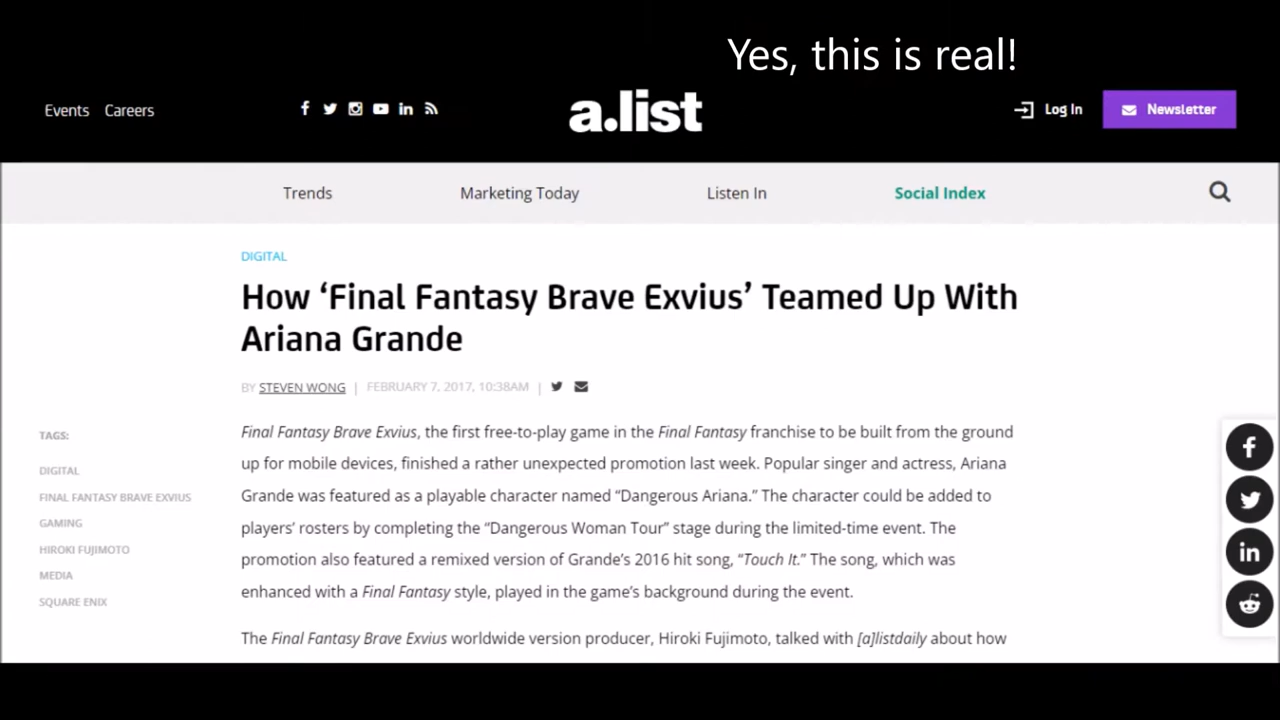 Yes, this is real!
Events Careers
a.list
Log In
Newsletter
Trends
Marketing Today
Listen In
Social Index
DIGITAL
How ‘Final Fantasy Brave Exvius’ Teamed Up With
Ariana Grande
BY STEVEN WONG | FEBRUARY 7, 2017, 10:38AM |
TAGS:
DIGITAL
FINAL FANTASY BRAVE EXVIUS
GAMING
HIROKI FUJIMOTO
MEDIA
SQUARE ENIX
Final Fantasy Brave Exvius, the first free-to-play game in the Final Fantasy franchise to be built from the ground
up for mobile devices, finished a rather unexpected promotion last week. Popular singer and actress, Ariana
Grande was featured as a playable character named “Dangerous Ariana.” The character could be added to
players’ rosters by completing the “Dangerous Woman Tour” stage during the limited-time event. The
promotion also featured a remixed version of Grande’s 2016 hit song, “Touch It.” The song, which was
enhanced with a Final Fantasy style, played in the game’s background during the event.
The Final Fantasy Brave Exvius worldwide version producer, Hiroki Fujimoto, talked with [a]listdaily about how